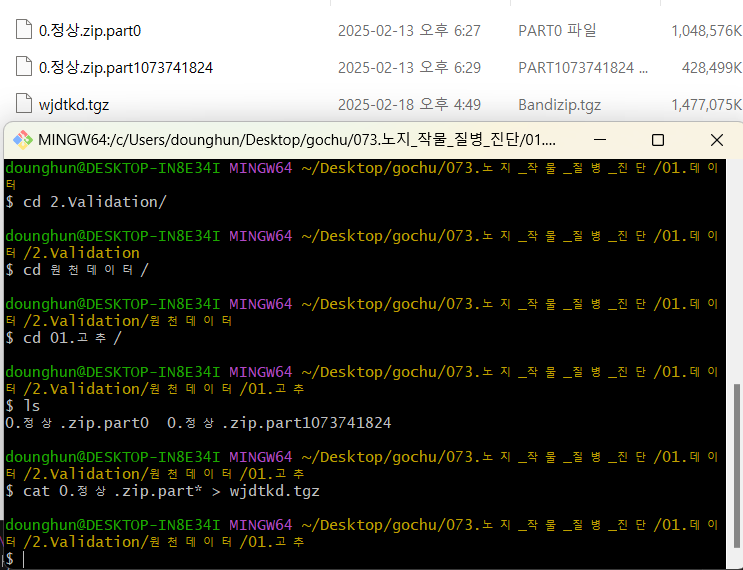 0.정상.zip.part0 2025-02-13 오후 6:27 PART0 파일 1,048,576K
0.정상.zip.part1073741824 2025-02-13 오후 6:29 PART1073741824 ... 428,499K
wjdtkd.tgz 2025-02-18 오후 4:49 Bandizip.tgz 1,477,075K
MINGW64:/c/Users/dounghun/Desktop/gochu/073.노지_작물_질병_진단/01....
dounghun@DESKTOP-IN8E34I MINGW64 ~/Desktop/gochu/073.노지_작물_질병_진단/01.데이
터
$ cd 2.Validation/
dounghun@DESKTOP-IN8E34I MINGW64 ~/Desktop/gochu/073.노지_작물_질병_진단/01.데이
터/2.Validation
$ cd 원천데이터/
dounghun@DESKTOP-IN8E34I MINGW64 ~/Desktop/gochu/073.노지_작물_질병_진단/01.데이
터/2.Validation/원천데이터
$ cd 01.고추/
dounghun@DESKTOP-IN8E34I MINGW64 ~/Desktop/gochu/073.노지_작물_질병_진단/01.데이
터/2.Validation/원천데이터/01.고추
$ ls
0.정상.zip.part0  0.정상.zip.part1073741824
dounghun@DESKTOP-IN8E34I MINGW64 ~/Desktop/gochu/073.노지_작물_질병_진단/01.데이
터/2.Validation/원천데이터/01.고추
$ cat 0.정상.zip.part* > wjdtkd.tgz
dounghun@DESKTOP-IN8E34I MINGW64 ~/Desktop/gochu/073.노지_작물_질병_진단/01.데이
터/2.Validation/원천데이터/01.고추
$